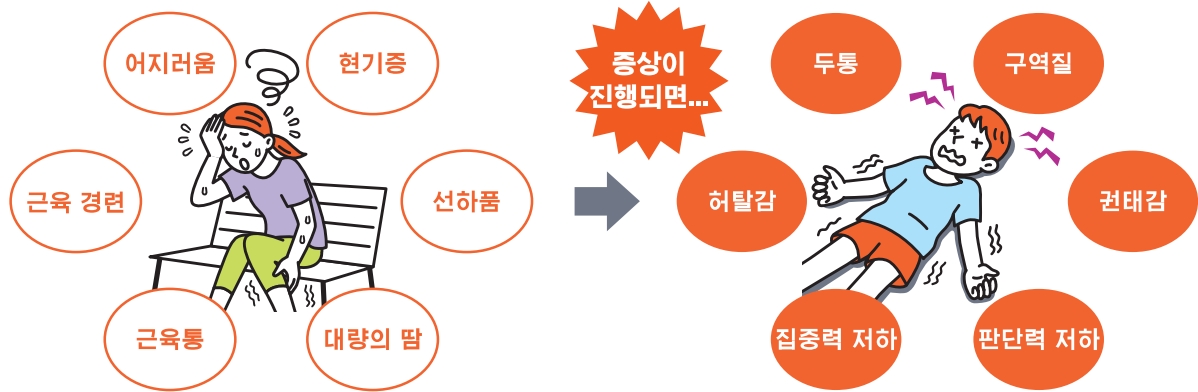 어지러움
현기증
근육 경련
선하품
근육통
대량의 땀
증상이
진행되면...
두통
구역질
허탈감
권태감
집중력 저하
판단력 저하